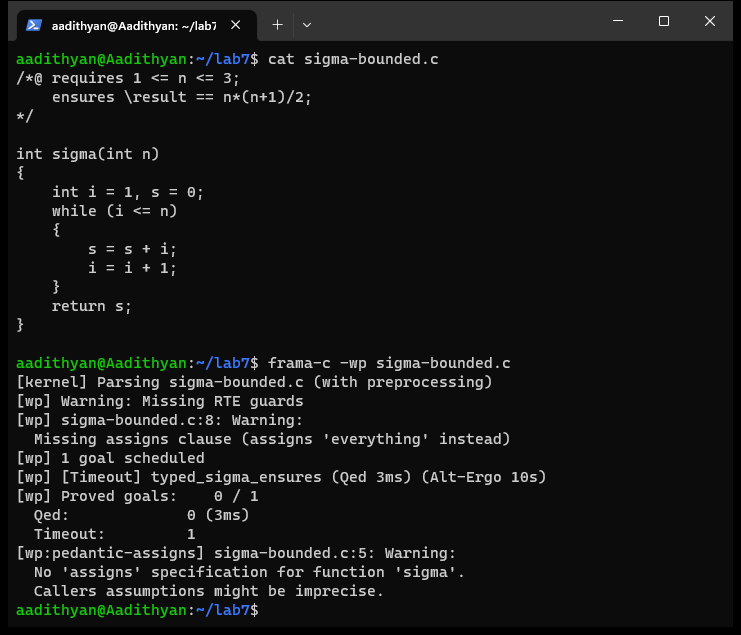 aadithyan@Aadithyan: ~/lab7
aadithyan@Aadithyan:~/lab7$ cat sigma-bounded.c
/*@ requires 1 <= n <= 3;
    ensures \result == n*(n+1)/2;
*/
int sigma(int n)
{
    int i = 1, s = 0;
    while (i <= n)
    {
        s = s + i;
        i = i + 1;
    }
    return s;
}
aadithyan@Aadithyan:~/lab7$ frama-c -wp sigma-bounded.c
[kernel] Parsing sigma-bounded.c (with preprocessing)
[wp] Warning: Missing RTE guards
[wp] sigma-bounded.c:8: Warning:
  Missing assigns clause (assigns 'everything' instead)
[wp] 1 goal scheduled
[wp] [Timeout] typed_sigma_ensures (Qed 3ms) (Alt-Ergo 10s)
[wp] Proved goals:    0 / 1
  Qed:             0 (3ms)
  Timeout:         1
[wp:pedantic-assigns] sigma-bounded.c:5: Warning:
  No 'assigns' specification for function 'sigma'.
  Callers assumptions might be imprecise.
aadithyan@Aadithyan:~/lab7$